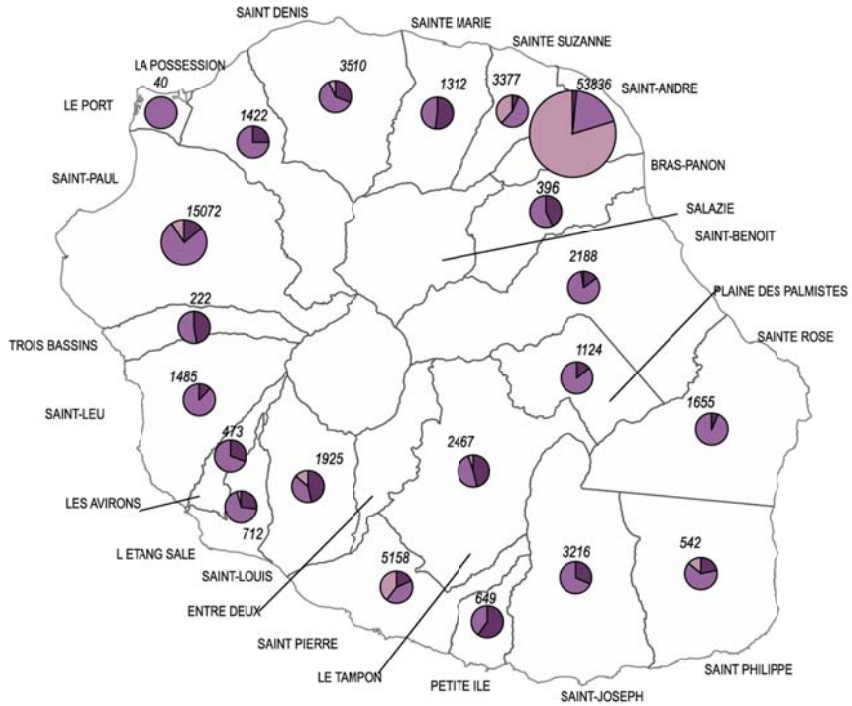 SAINT DENIS
SAINTE MARIE
SAINTE SUZANNE
LA POSSESSION
40
3510
1312
3377
53836
SAINT-ANDRE
LE PORT
1422
BRAS-PANON
SAINT-PAUL
396
SALAZIE
15072
SAINT-BENOIT
2188
222
PLAINE DES PALMISTES
TROIS BASSINS
SAINTE ROSE
1124
1485
1655
SAINT-LEU
473
2467
1925
LES AVIRONS
712
L ETANG SALE
SAINT-LOUIS
5158
3216
542
ENTRE DEUX
649
SAINT PIERRE
LE TAMPON
PETITE ILE
SAINT PHILIPPE
SAINT-JOSEPH